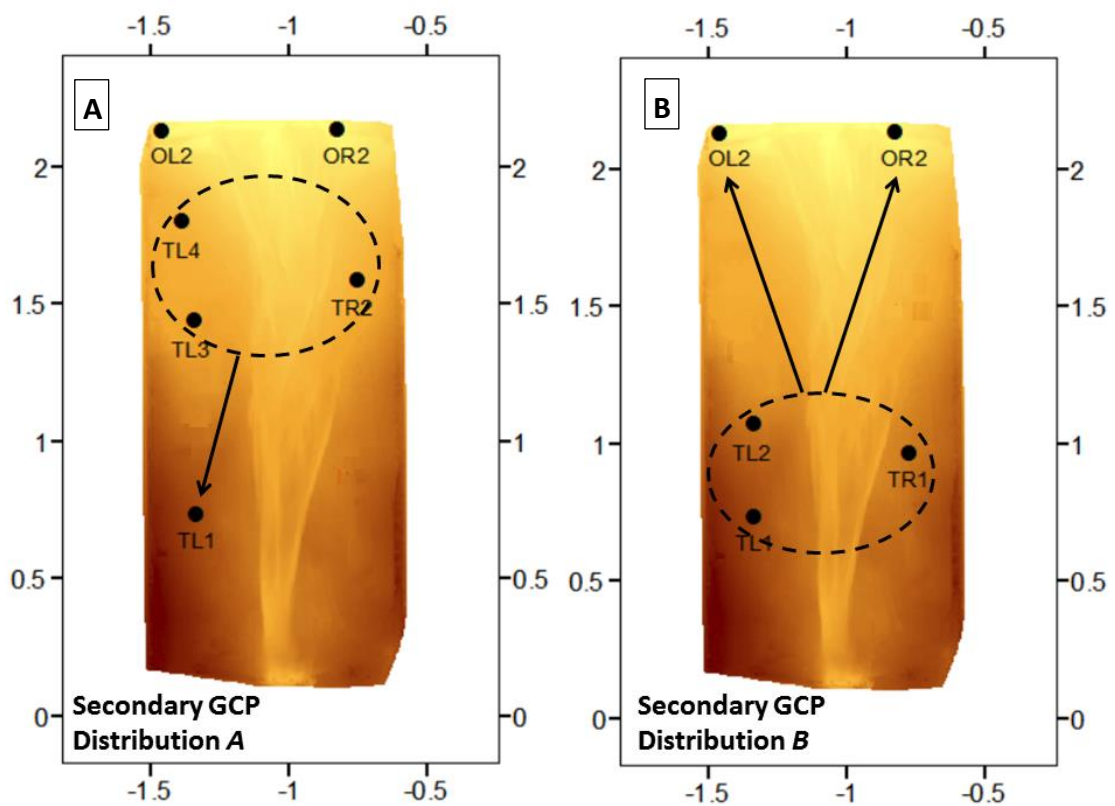 -1.5 -1 -0.5
A
OL2 OR2
2 2
TL4
TR2
1.5 1.5
TL3
1 1
TL1
0.5 0.5
Secondary GCP
Distribution A
0 0
-1.5 -1 -0.5
-1.5 -1 -0.5
B
OL2 OR2
2 2
1.5 1.5
TL2
1 1
TR1
TL1
0.5 0.5
Secondary GCP
Distribution B
0 0
-1.5 -1 -0.5